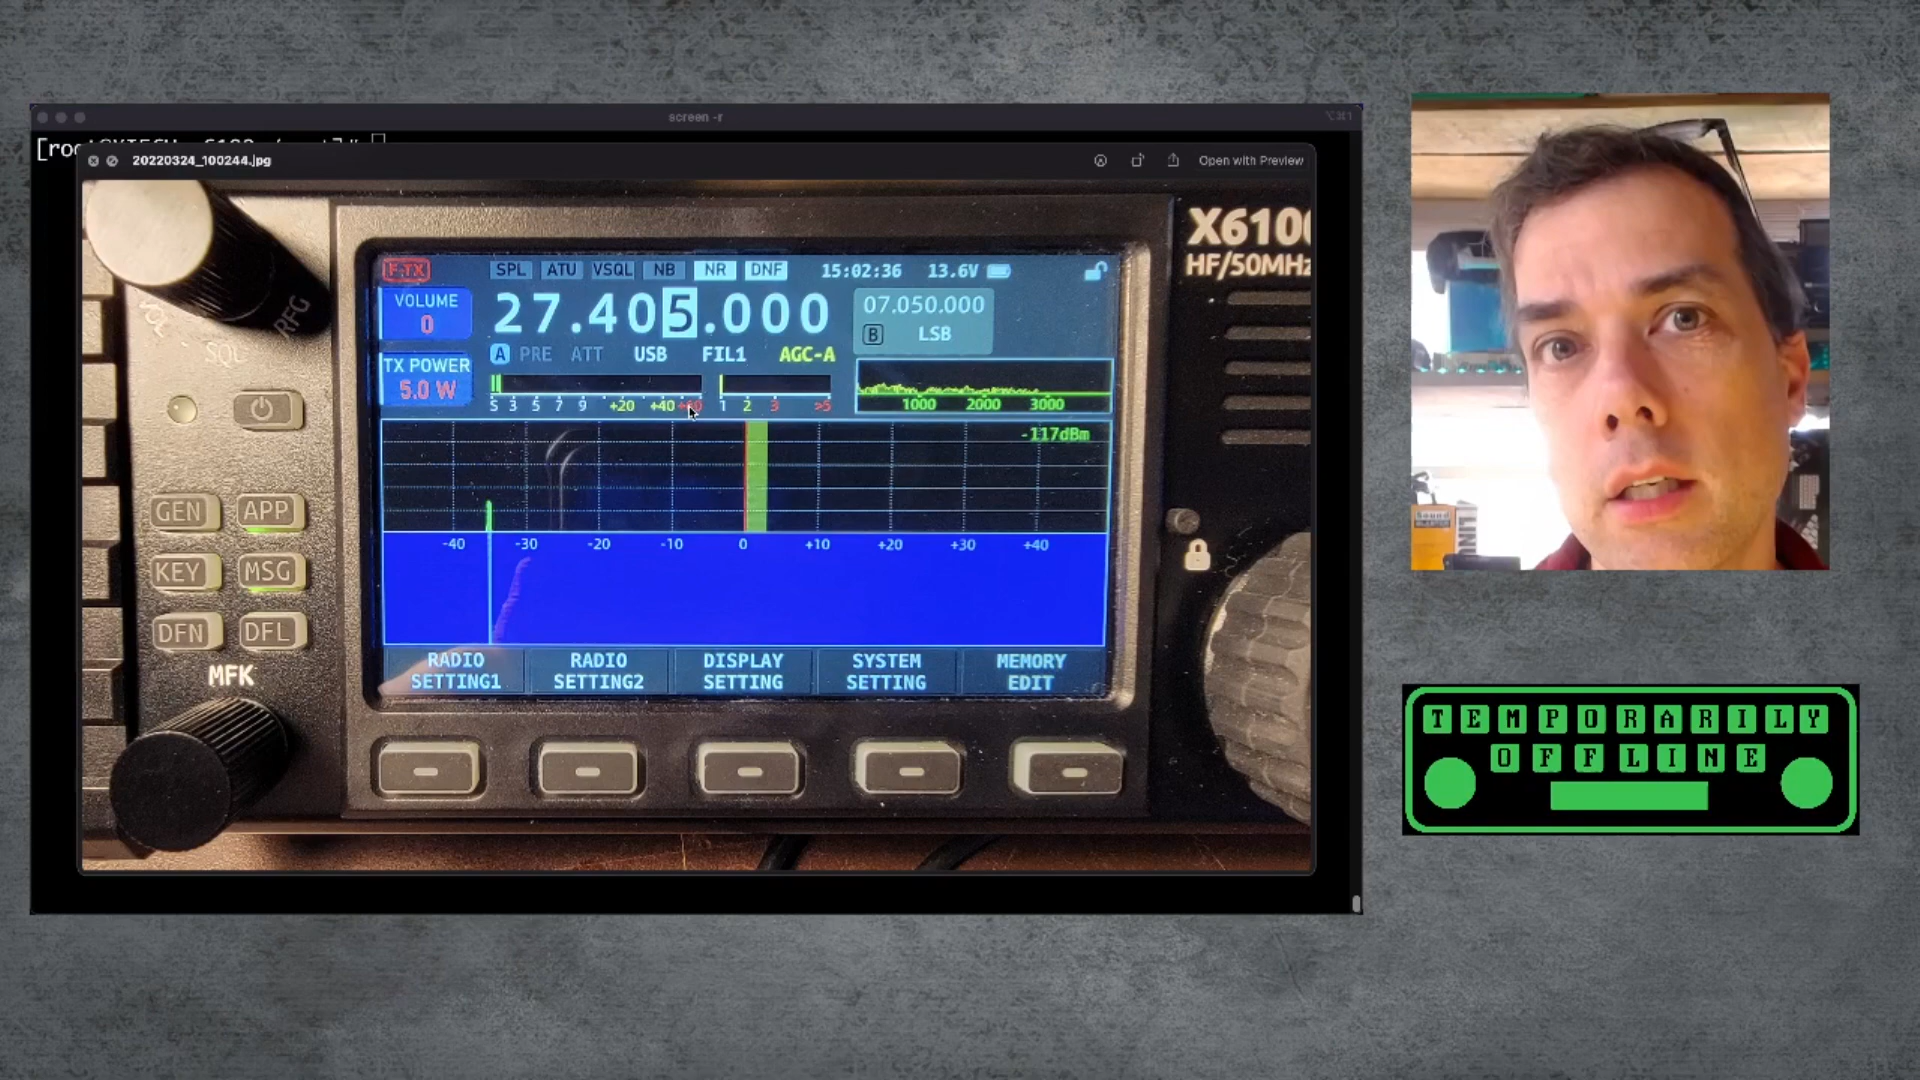 screen -r
20220324_100244.jpg
Open with Preview
X6100
HF/50MHz
F-TX
SPL ATU VSQL NB NR DNF 15:02:36 13.6V
VOLUME
0
27.405.000
07.050.000
B LSB
A PRE ATT USB FIL1 AGC-A
TX POWER
5.0 W
S 3 5 7 9 +20 +40 +60 1 2 3 >5
1000 2000 3000
-117dBm
-40 -30 -20 -10 0 +10 +20 +30 +40
RFG
SQL
GEN APP
KEY MSG
DFN DFL
MFK
RADIO SETTING1
RADIO SETTING2
DISPLAY SETTING
SYSTEM SETTING
MEMORY EDIT
TEMPORARILY
OFFLINE